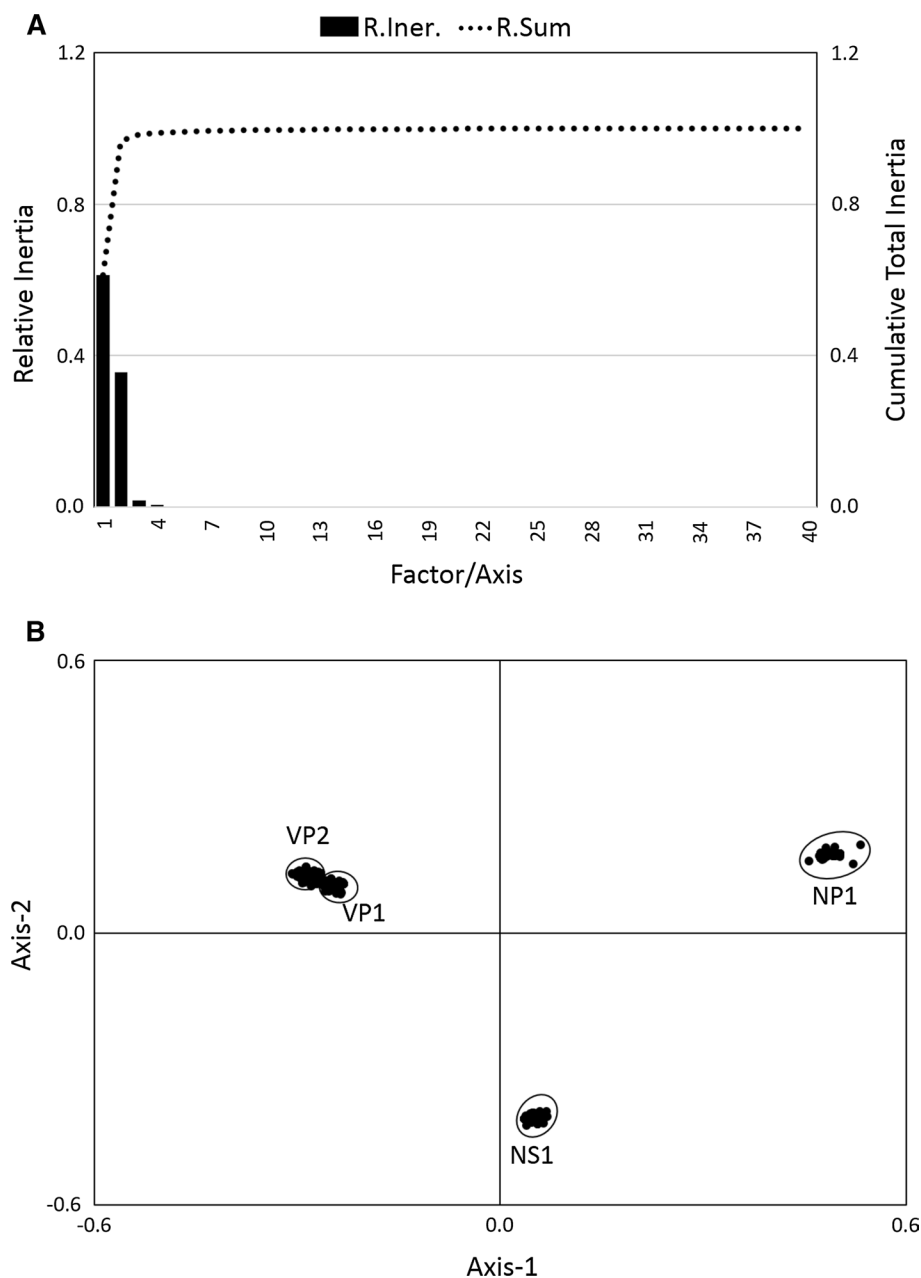 A
R.Iner. R.Sum
1.2 1.2
0.8 0.8
0.4 0.4
0.0 0.0
Relative Inertia
Cumulative Total Inertia
1 4 7 10 13 16 19 22 25 28 31 34 37 40
Factor/Axis
B
0.6
VP2
VP1
NP1
0.0
Axis-2
NS1
-0.6
-0.6 0.0 0.6
Axis-1